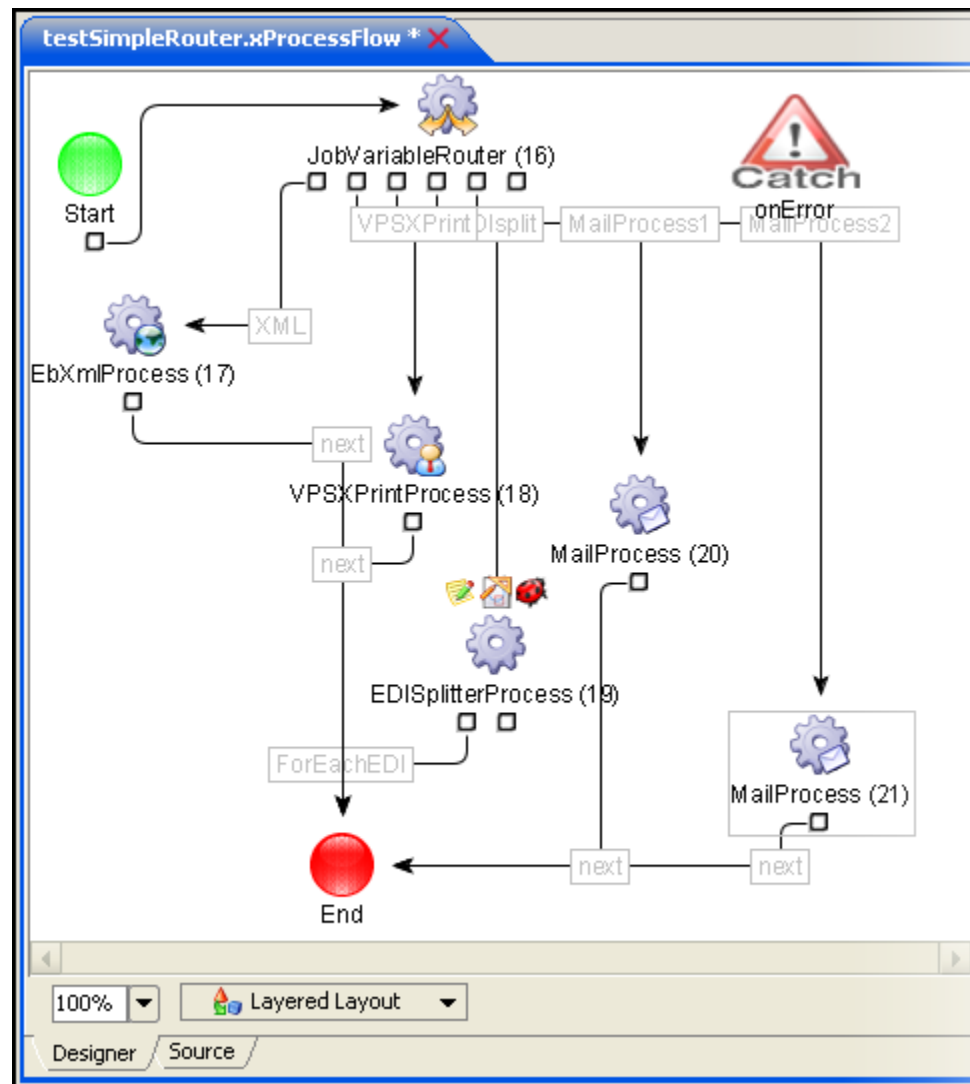 testSimpleRouter.xProcessFlow *
JobVariableRouter (16)
Catch
onError
Start
VPSXPrint
DIsplit
MailProcess1
MailProcess2
XML
EbXmlProcess (17)
next
VPSXPrintProcess (18)
next
MailProcess (20)
EDISplitterProcess (19)
ForEachEDI
MailProcess (21)
next
next
End
100%
Layered Layout
Designer
Source